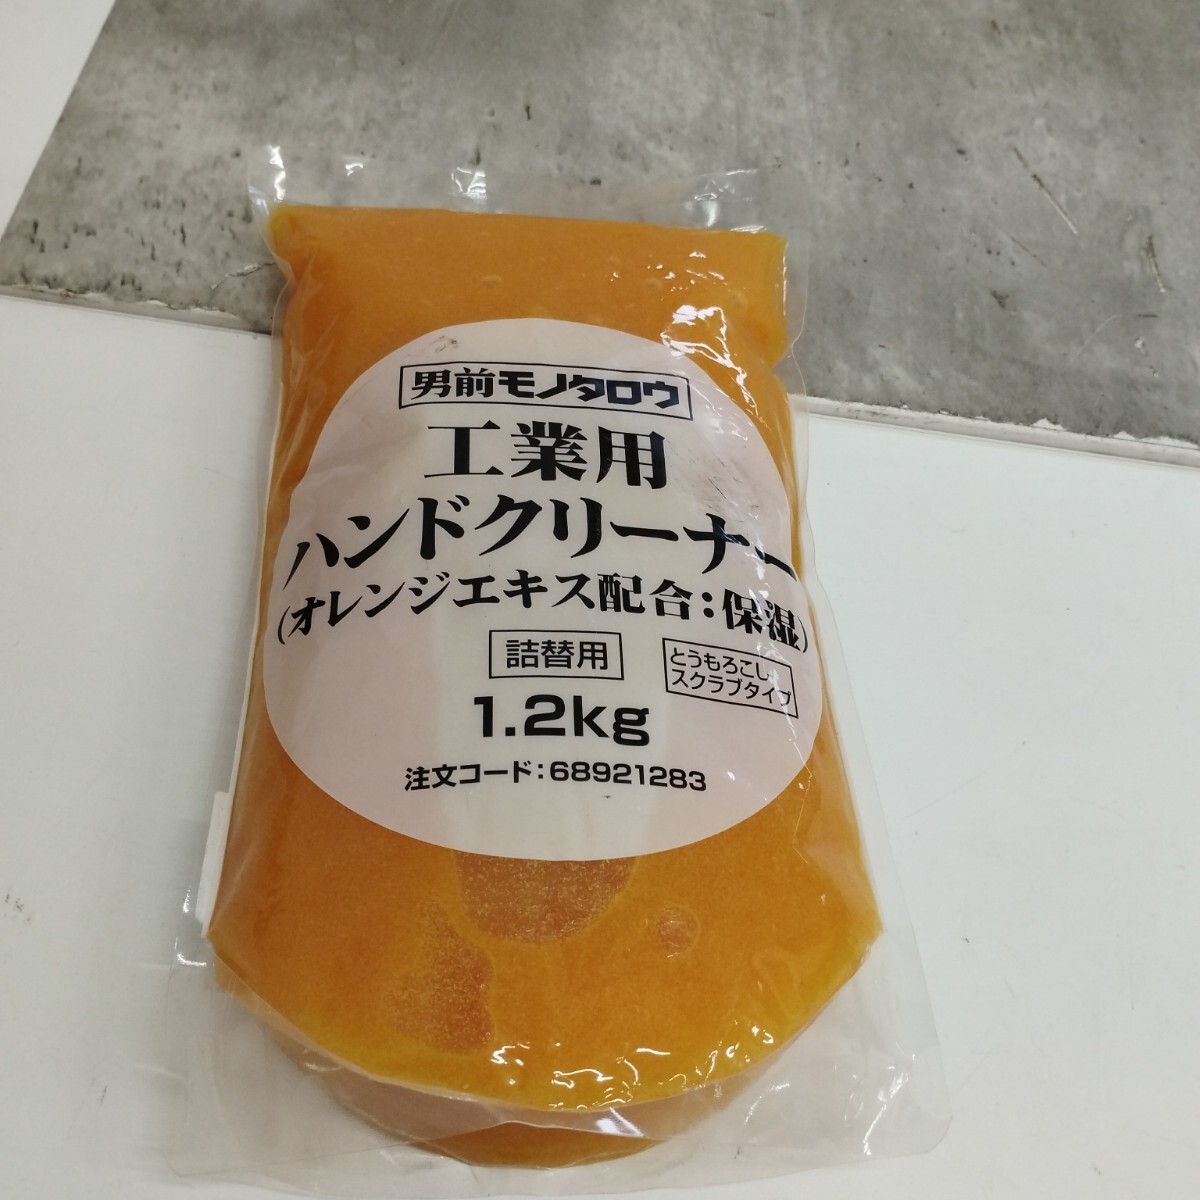 男前モノタロウ
工業用
ハンドクリーナー
(オレンジエキス配合:保湿)
詰替用
とうもろこし
スクラブタイプ
1.2kg
注文コード:68921283